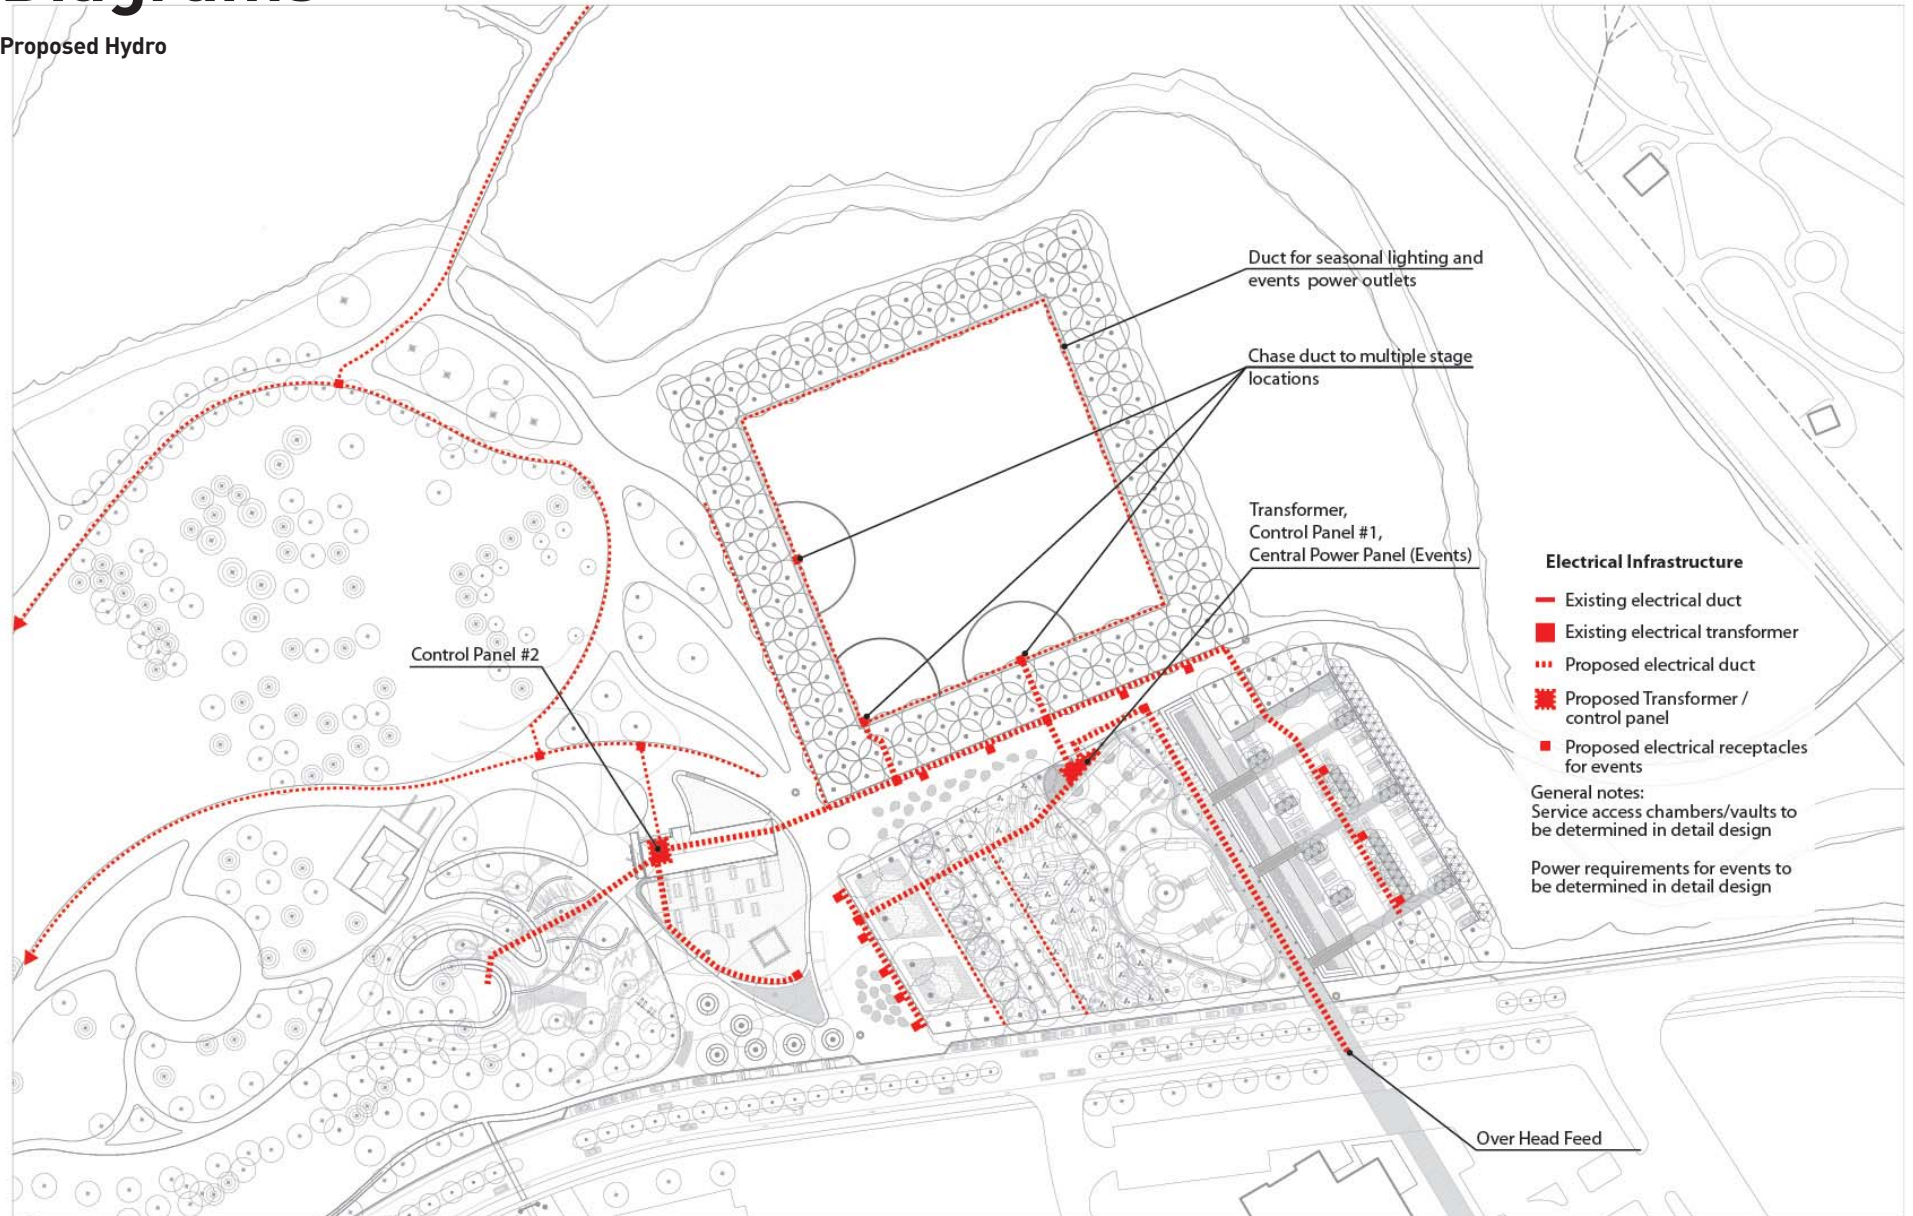 Diagrams
Proposed Hydro
Duct for seasonal lighting and
events power outlets
Chase duct to multiple stage
locations
Transformer,
Control Panel #1,
Central Power Panel (Events)
Control Panel #2
Electrical Infrastructure
Existing electrical duct
Existing electrical transformer
Proposed electrical duct
Proposed Transformer /
control panel
Proposed electrical receptacles
for events
General notes:
Service access chambers/vaults to
be determined in detail design
Power requirements for events to
be determined in detail design
Over Head Feed